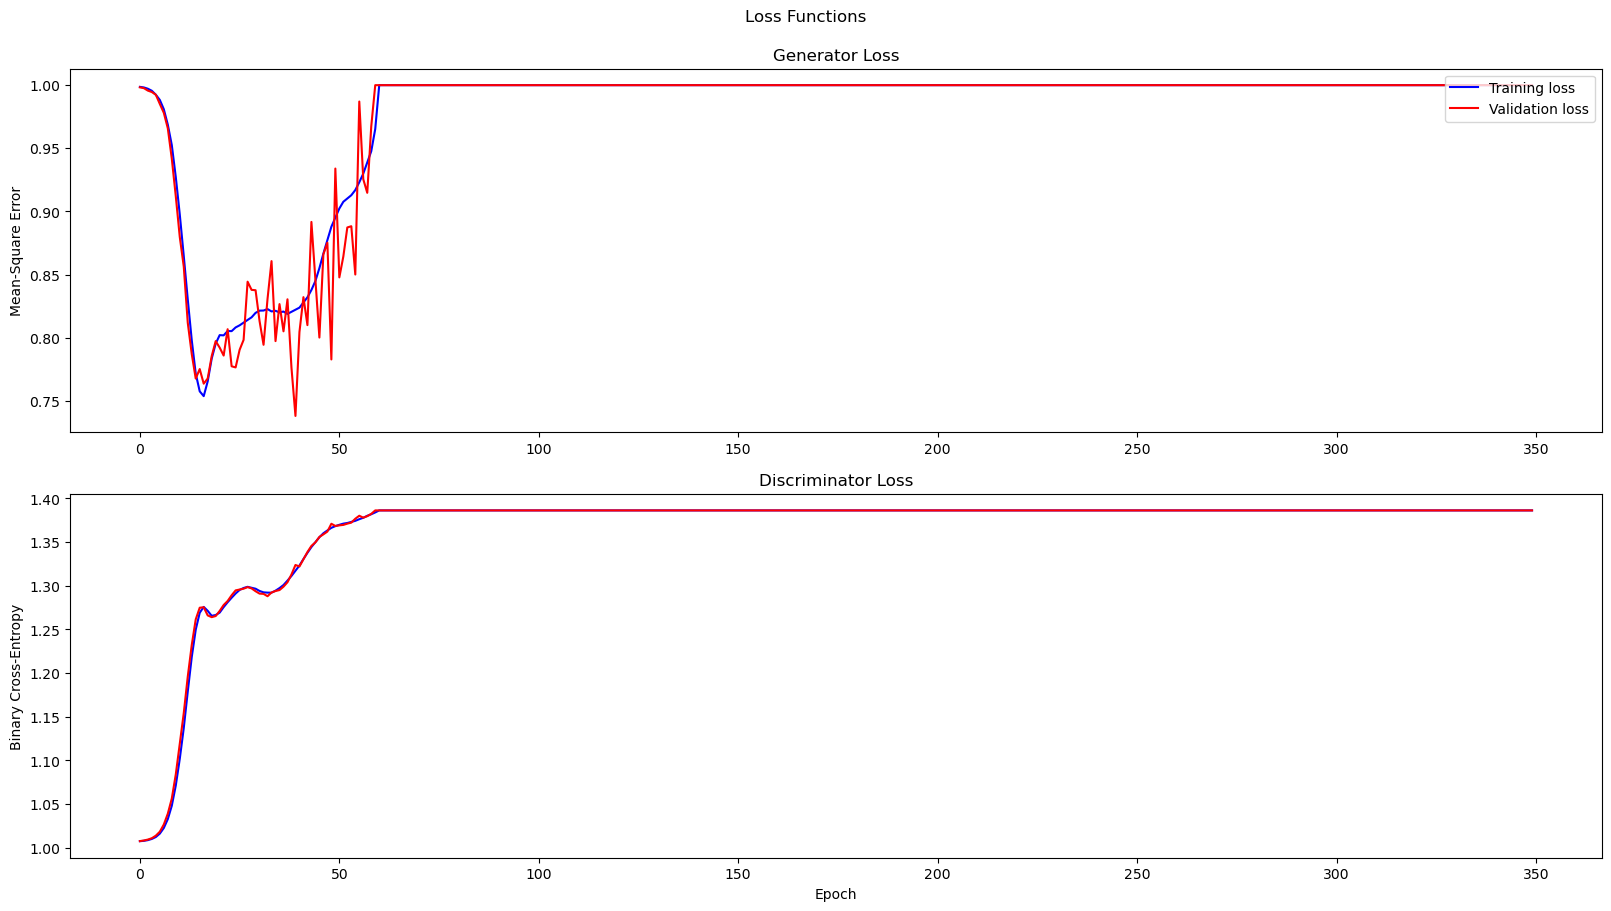 Loss Functions
Generator Loss
Mean-Square Error
1.00
0.95
0.90
0.85
0.80
0.75
Training loss
Validation loss
0 50 100 150 200 250 300 350
Discriminator Loss
Binary Cross-Entropy
1.40
1.35
1.30
1.25
1.20
1.15
1.10
1.05
1.00
0 50 100 150 200 250 300 350
Epoch